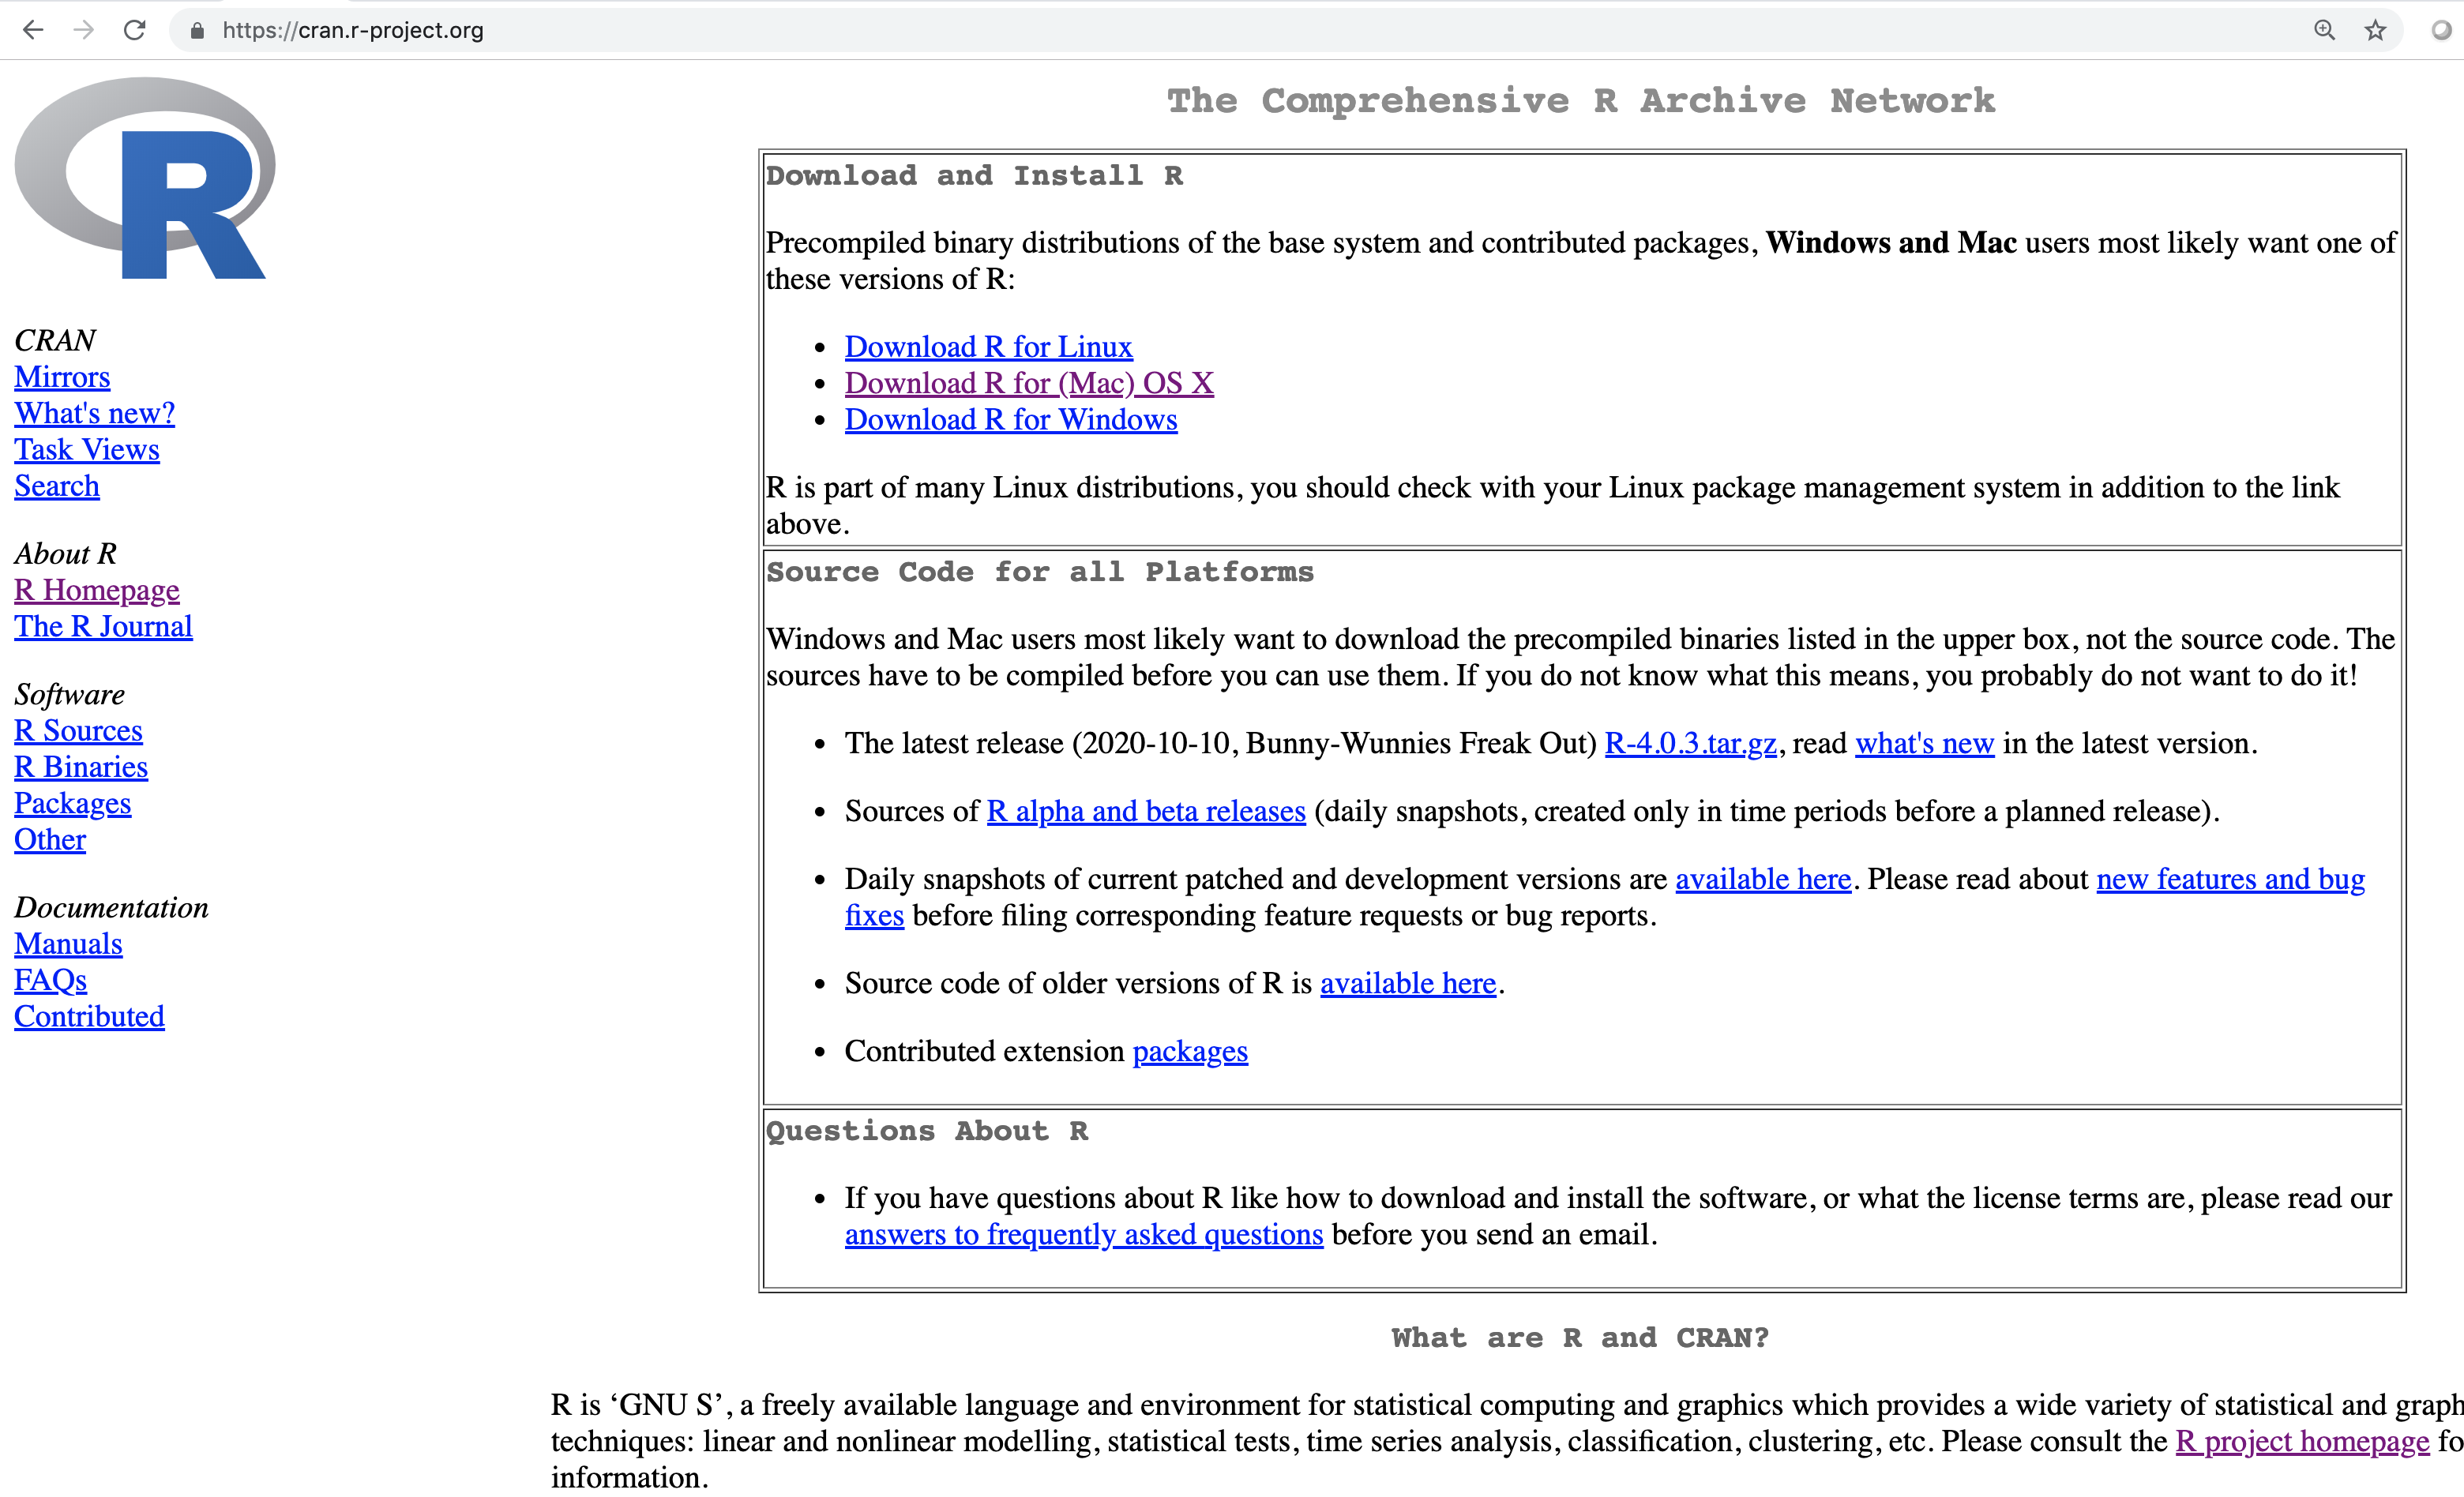 https://cran.r-project.org
R
CRAN
Mirrors
What's new?
Task Views
Search
About R
R Homepage
The R Journal
Software
R Sources
R Binaries
Packages
Other
Documentation
Manuals
FAQs
Contributed
The Comprehensive R Archive Network
Download and Install R
Precompiled binary distributions of the base system and contributed packages, Windows and Mac users most likely want one of
these versions of R:
• Download R for Linux
• Download R for (Mac) OS X
• Download R for Windows
R is part of many Linux distributions, you should check with your Linux package management system in addition to the link
above.
Source Code for all Platforms
Windows and Mac users most likely want to download the precompiled binaries listed in the upper box, not the source code. The
sources have to be compiled before you can use them. If you do not know what this means, you probably do not want to do it!
• The latest release (2020-10-10, Bunny-Wunnies Freak Out) R-4.0.3.tar.gz, read what's new in the latest version.
• Sources of R alpha and beta releases (daily snapshots, created only in time periods before a planned release).
• Daily snapshots of current patched and development versions are available here. Please read about new features and bug
fixes before filing corresponding feature requests or bug reports.
• Source code of older versions of R is available here.
• Contributed extension packages
Questions About R
• If you have questions about R like how to download and install the software, or what the license terms are, please read our
answers to frequently asked questions before you send an email.
What are R and CRAN?
R is ‘GNU S’, a freely available language and environment for statistical computing and graphics which provides a wide variety of statistical and graph
techniques: linear and nonlinear modelling, statistical tests, time series analysis, classification, clustering, etc. Please consult the R project homepage fo
information.